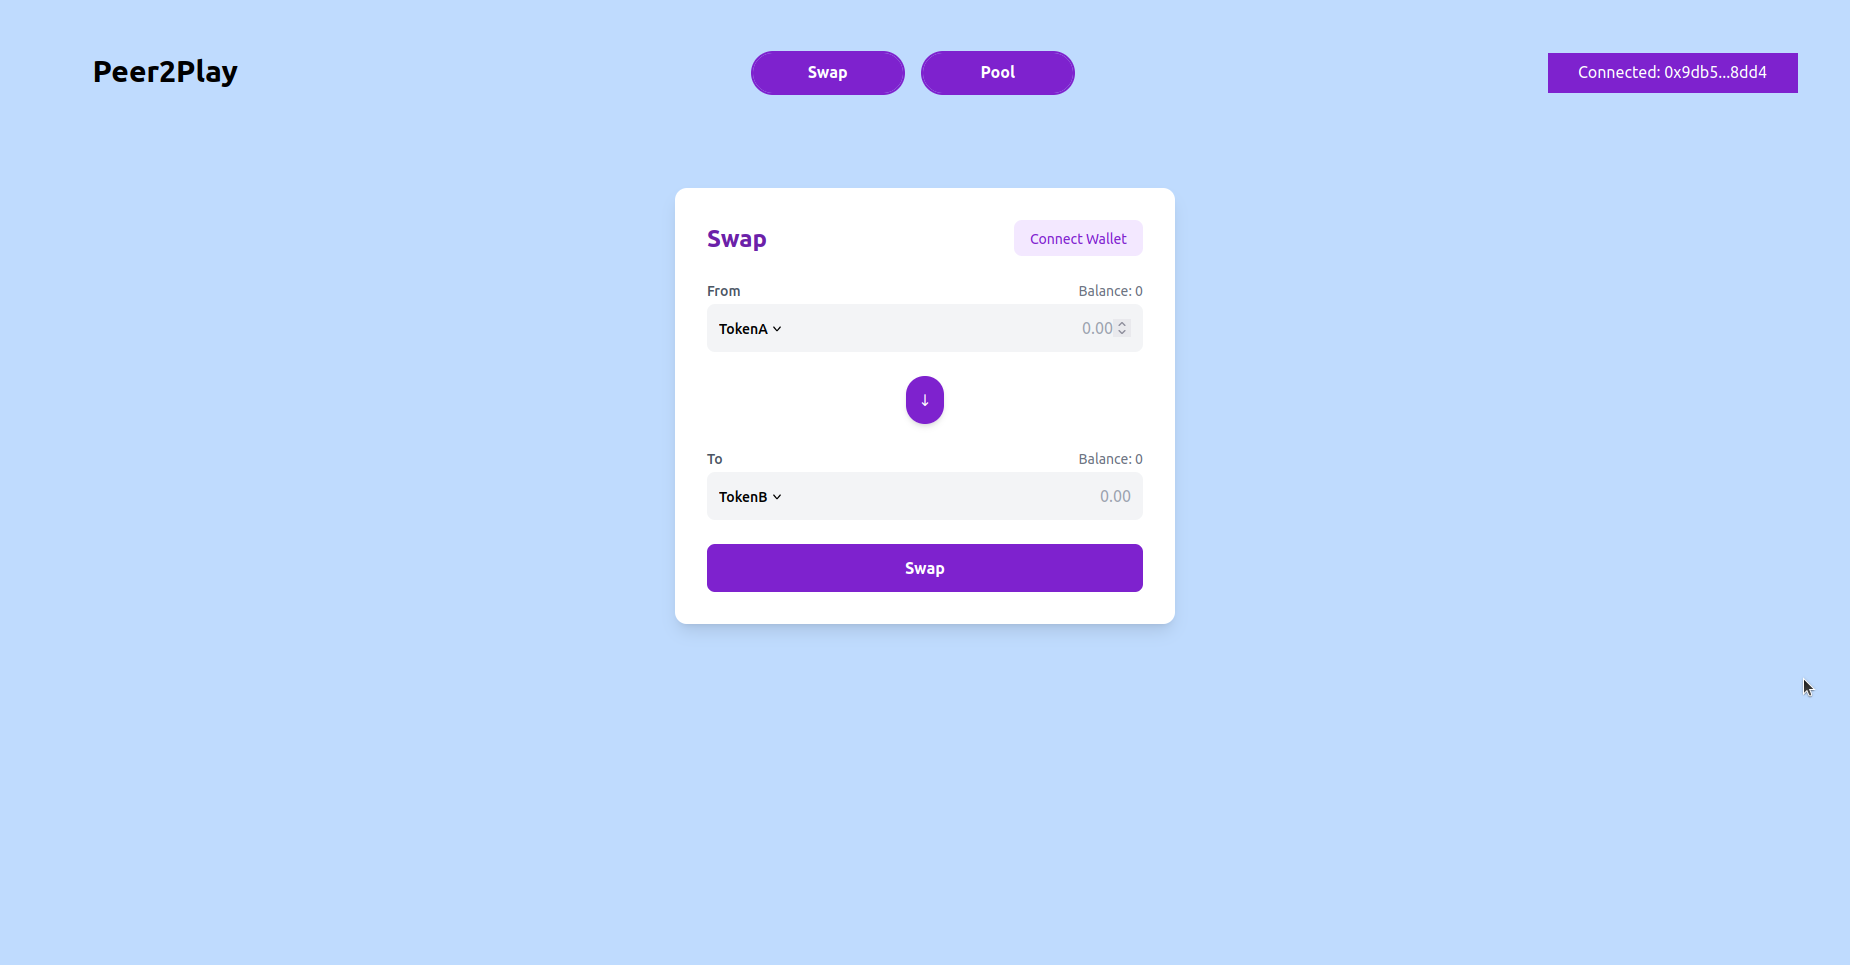 Peer2Play
Swap
Pool
Connected: 0x9db5...8dd4
Swap
Connect Wallet
From
Balance: 0
TokenA
0.00
↓
To
Balance: 0
TokenB
0.00
Swap